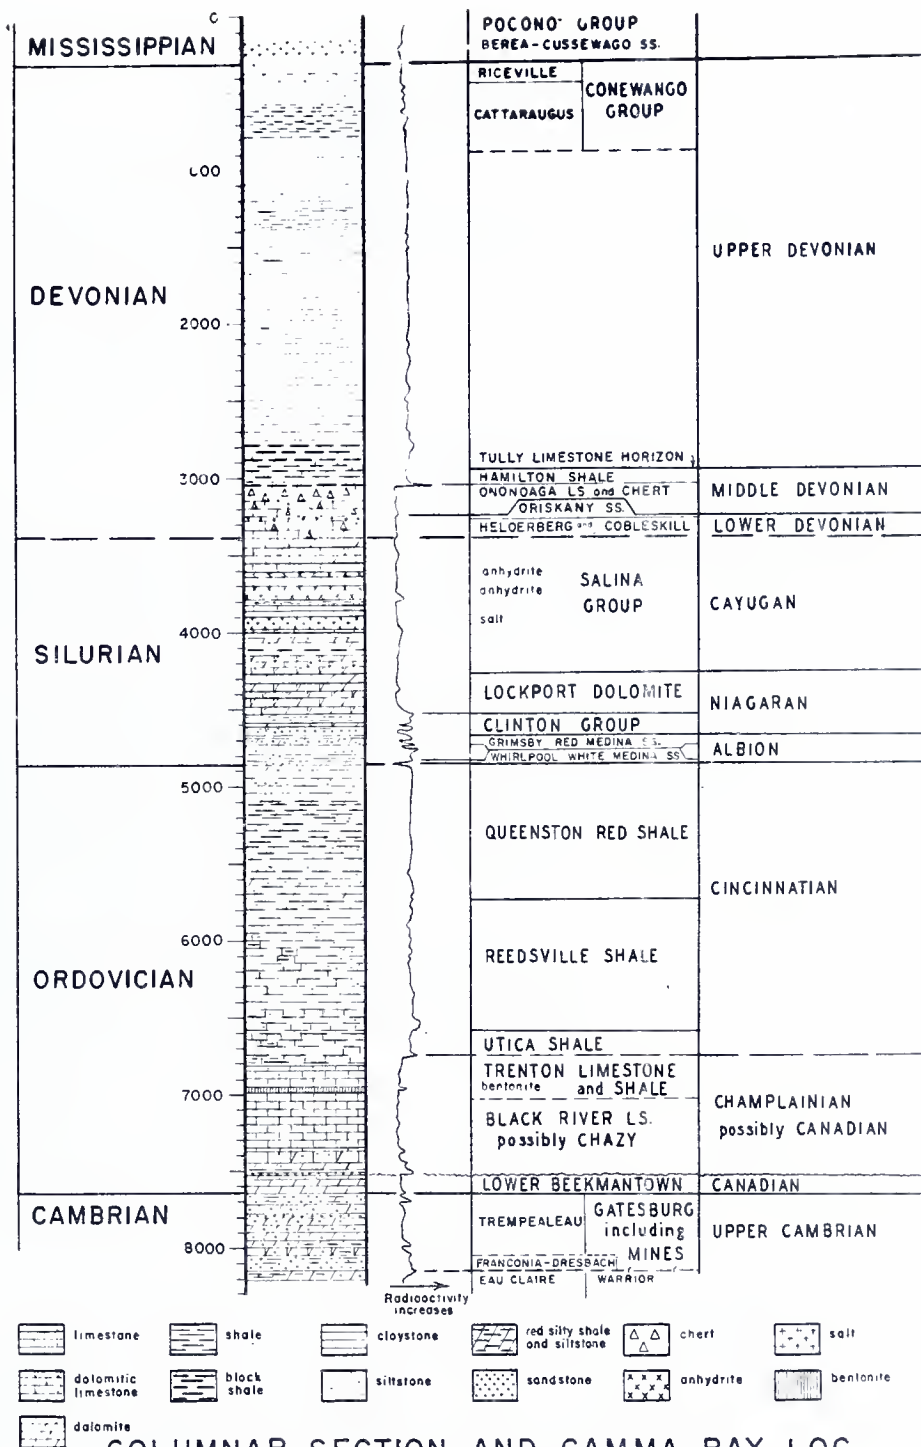 MISSISSIPPIAN
DEVONIAN
SILURIAN
ORDOVICIAN
CAMBRIAN
2000
3000
4000
5000
6000
7000
8000
Radioactivity
increases
POCONO GROUP
BEREA-CUSSEWAGO SS.
RICEVILLE
CATTARAUGUS
CONEWANGO
GROUP
TULLY LIMESTONE HORIZON
HAMILTON SHALE
ONONOAGA LS and CHERT
ORISKANY SS.
HELDERBERG and COBLESKILL
anhydrite
anhydrite
salt
SALINA
GROUP
LOCKPORT DOLOMITE
CLINTON GROUP
GRIMSBY RED MEDINA SS.
WHIRLPOOL WHITE MEDINA SS
QUEENSTON RED SHALE
REEDSVILLE SHALE
UTICA SHALE
TRENTON LIMESTONE
bentonite and SHALE
BLACK RIVER LS.
possibly CHAZY
LOWER BEEKMANTOWN
TREMPEALEAU
GATESBURG
including
MINES
FRANCONIA-DRESBACH
EAU CLAIRE
WARRIOR
UPPER DEVONIAN
MIDDLE DEVONIAN
LOWER DEVONIAN
CAYUGAN
NIAGARAN
ALBION
CINCINNATIAN
CHAMPLAINIAN
possibly CANADIAN
CANADIAN
UPPER CAMBRIAN
limestane
shale
cloystone
red silty shale
and siltstone
chert
salt
dolomitic
limestone
block
shale
siltstone
sandstone
anhydrite
bentonite
dalomite
COLUMNAR SECTION AND GAMMA RAY LOG